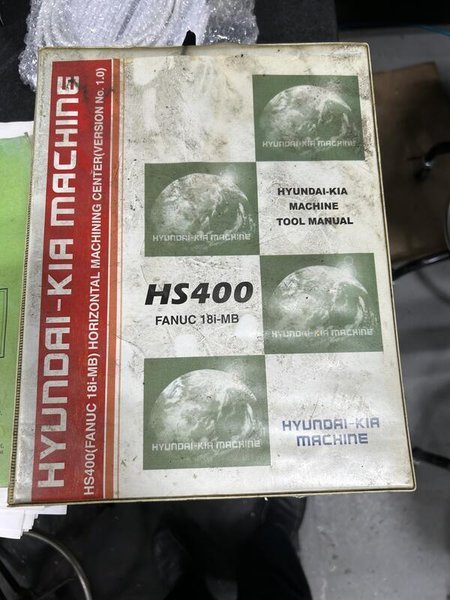 HYUNDAI-KIA MACHINE
HS400(FANUC 18i-MB) HORIZONTAL MACHINING CENTER(VERSION No. 1.0)
HYUNDAI-KIA MACHINE
HYUNDAI-KIA MACHINE
HYUNDAI-KIA
MACHINE
TOOL MANUAL
HS400
FANUC 18i-MB
HYUNDAI-KIA MACHINE
HYUNDAI-KIA MACHINE
HYUNDAI-KIA
MACHINE